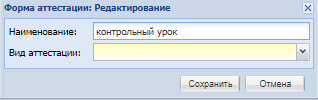 Форма аттестации: Редактирование
Наименование: контрольный урок
Вид аттестации:
Сохранить Отмена